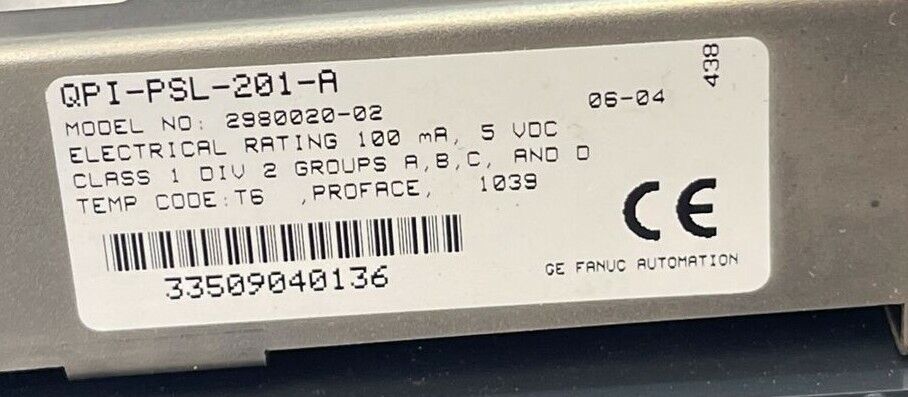 QPI-PSL-201-A
06-04
438
MODEL NO: 2980020-02
ELECTRICAL RATING 100 mA, 5 VDC
CLASS 1 DIV 2 GROUPS A,B,C, AND D
TEMP CODE:T6 ,PROFACE, 1039
CE
33509040136
GE FANUC AUTOMATION